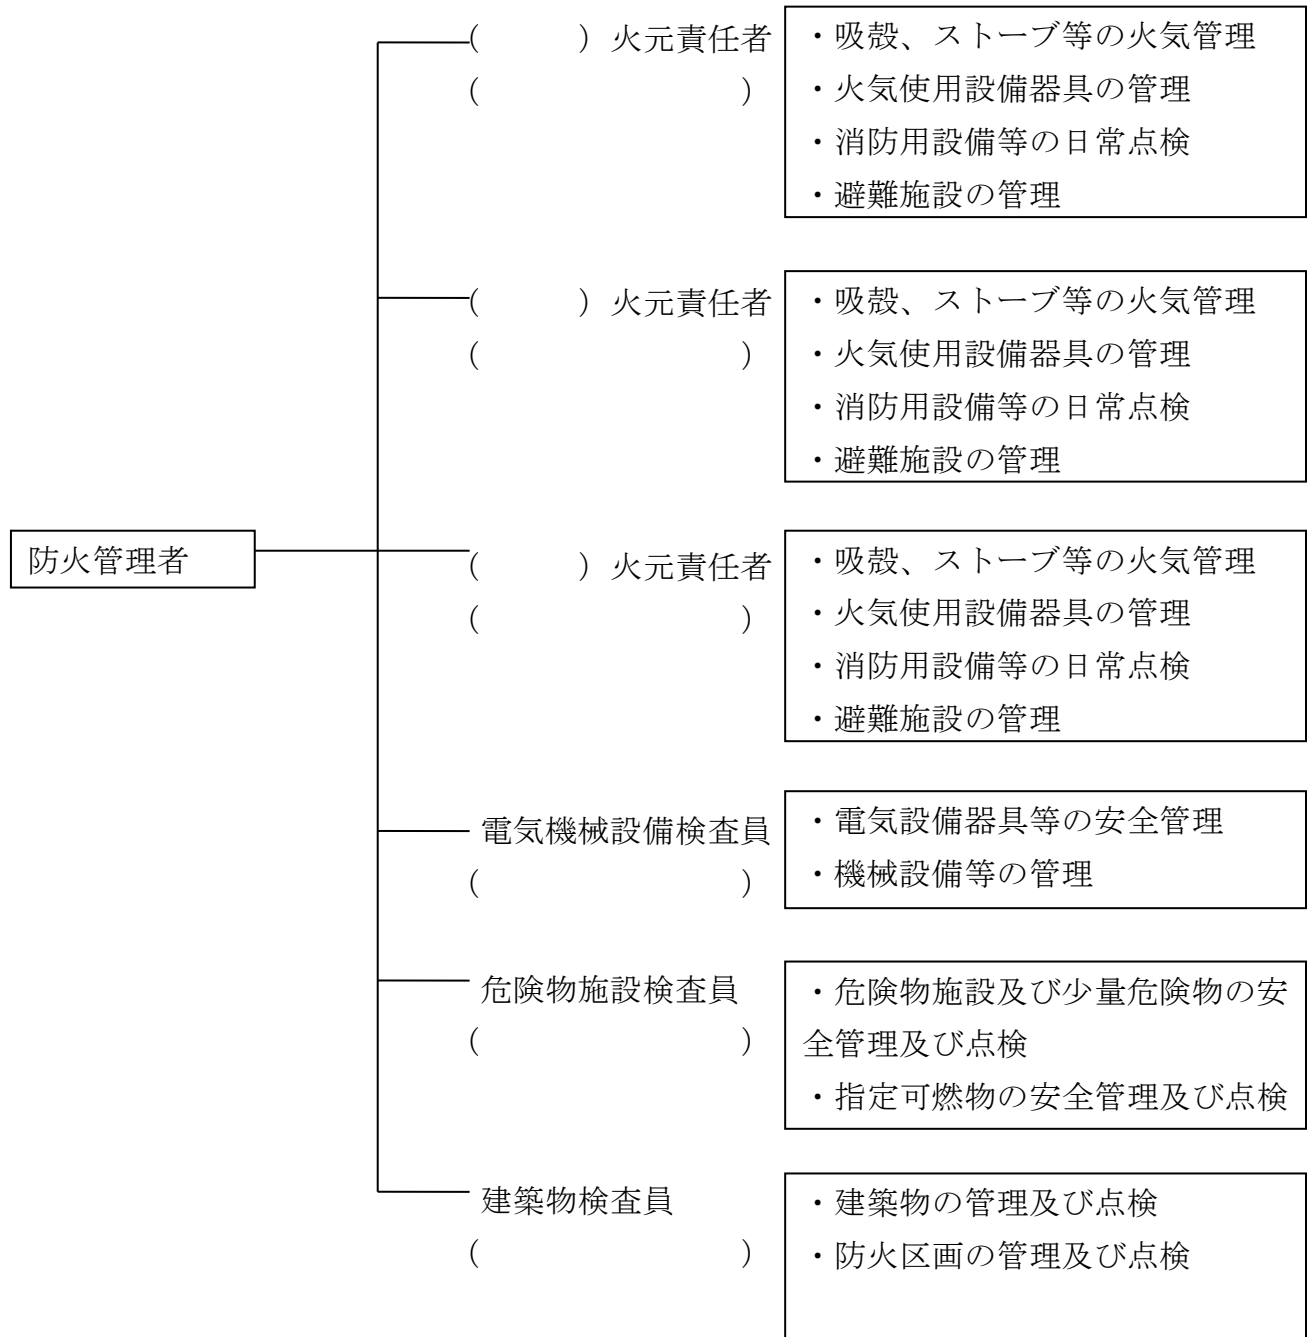 (　　　) 火元責任者
(　　　　　　　　)
・吸殻、ストーブ等の火気管理
・火気使用設備器具の管理
・消防用設備等の日常点検
・避難施設の管理
(　　　) 火元責任者
(　　　　　　　　)
・吸殻、ストーブ等の火気管理
・火気使用設備器具の管理
・消防用設備等の日常点検
・避難施設の管理
防火管理者
(　　　) 火元責任者
(　　　　　　　　)
・吸殻、ストーブ等の火気管理
・火気使用設備器具の管理
・消防用設備等の日常点検
・避難施設の管理
電気機械設備検査員
(　　　　　　　　)
・電気設備器具等の安全管理
・機械設備等の管理
危険物施設検査員
(　　　　　　　　)
・危険物施設及び少量危険物の安
全管理及び点検
・指定可燃物の安全管理及び点検
建築物検査員
(　　　　　　　　)
・建築物の管理及び点検
・防火区画の管理及び点検